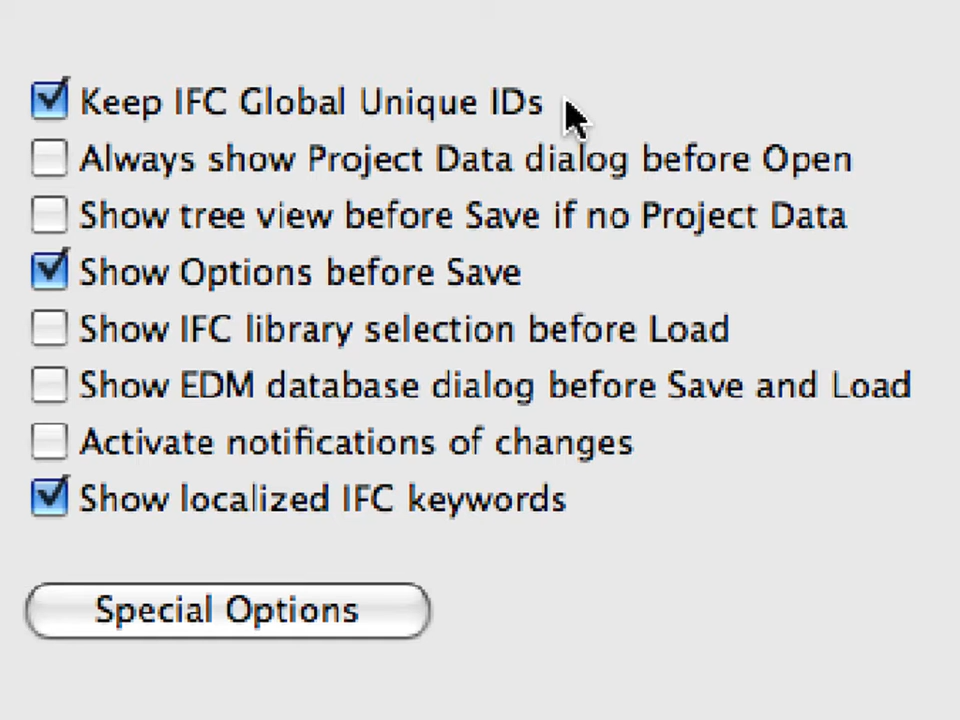 Keep IFC Global Unique IDs
Always show Project Data dialog before Open
Show tree view before Save if no Project Data
Show Options before Save
Show IFC library selection before Load
Show EDM database dialog before Save and Load
Activate notifications of changes
Show localized IFC keywords
Special Options